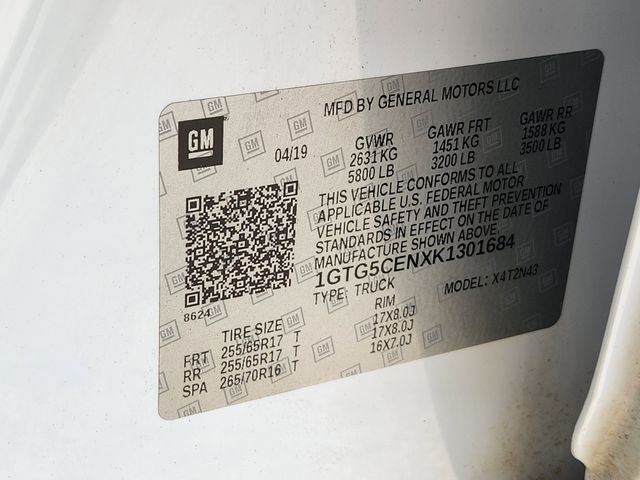 MFD BY GENERAL MOTORS LLC
GM
04/19
GVWR
2631 KG
5800 LB
GAWR FRT
1451 KG
3200 LB
GAWR RR
1588 KG
3500 LB
THIS VEHICLE CONFORMS TO ALL
APPLICABLE U.S. FEDERAL MOTOR
VEHICLE SAFETY AND THEFT PREVENTION
STANDARDS IN EFFECT ON THE DATE OF
MANUFACTURE SHOWN ABOVE.
1GTG5CENXK1301684
TYPE: TRUCK
MODEL: X4T2N43
8624
TIRE SIZE RIM
FRT 255/65R17 T 17X8.0J
RR 255/65R17 T 17X8.0J
SPA 265/70R16 T 16X7.0J